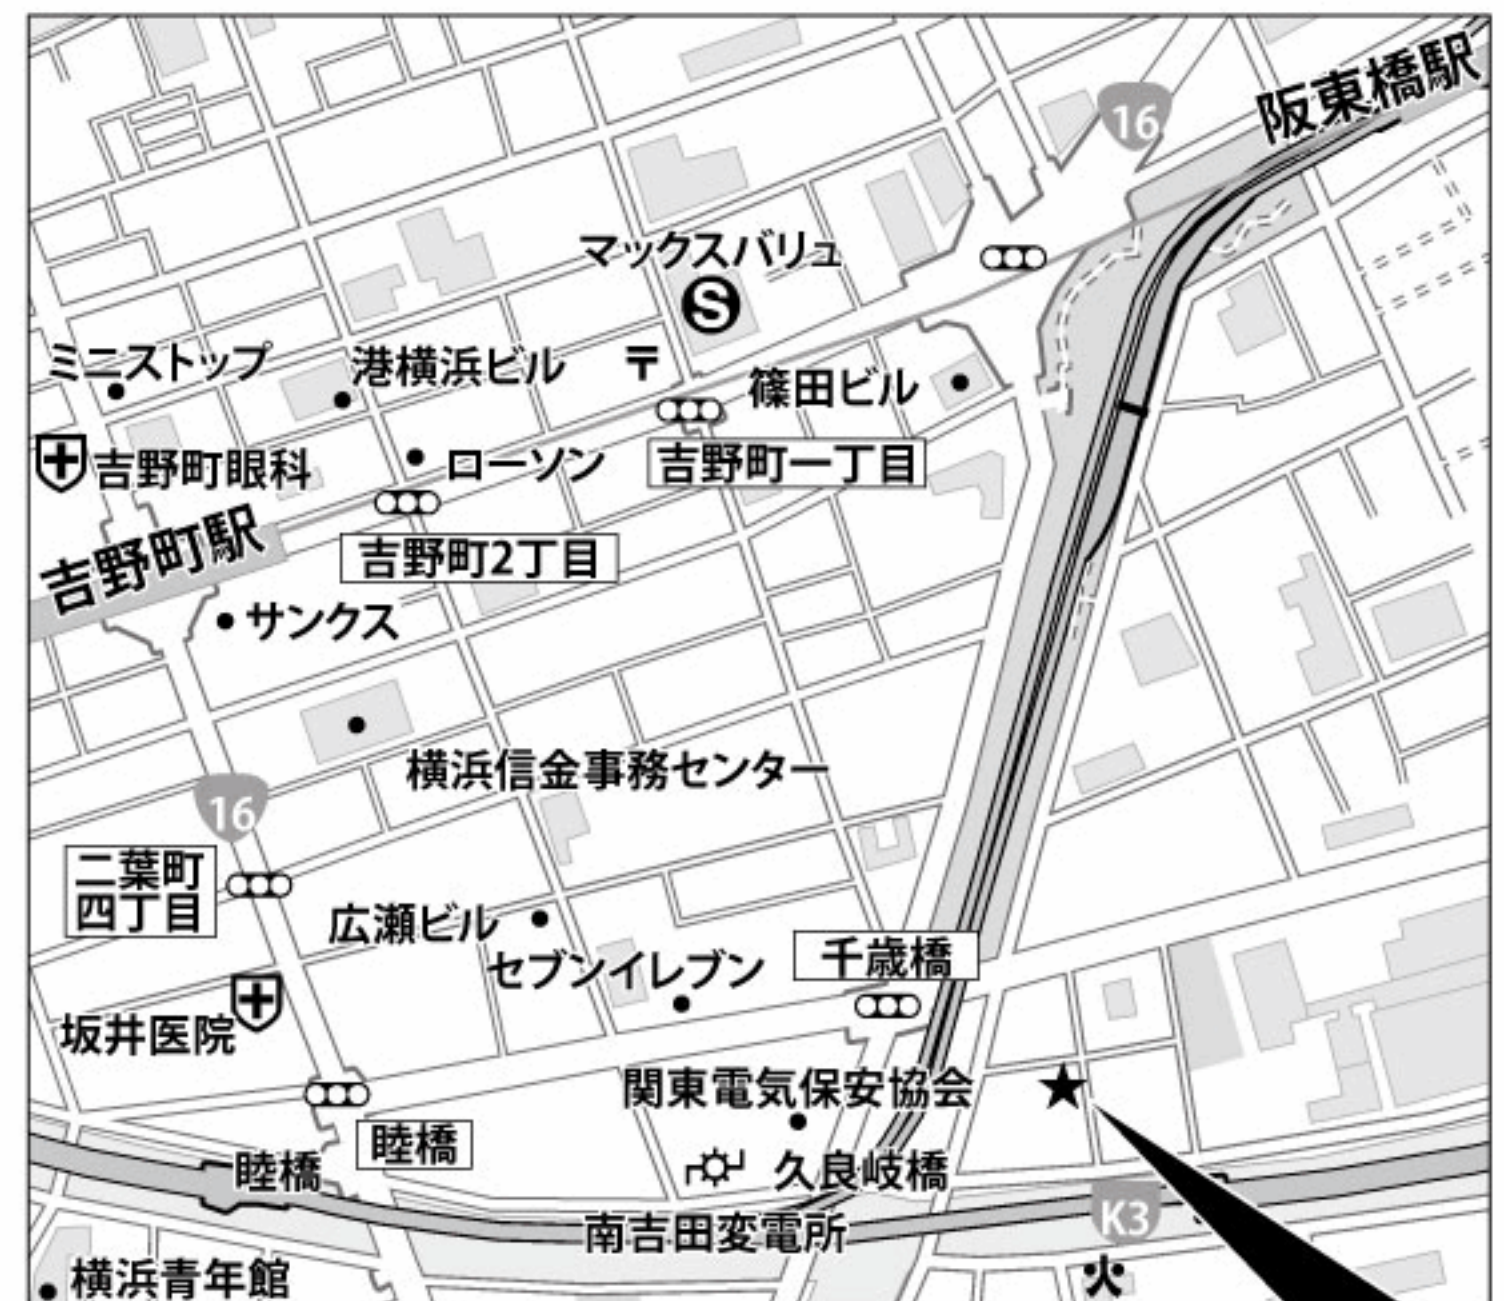 阪東橋駅
16
マックスバリュ
S
ミニストップ
港横浜ビル
〒
篠田ビル
吉野町眼科
ローソン
吉野町一丁目
吉野町駅
吉野町2丁目
サンクス
横浜信金事務センター
16
二葉町
四丁目
広瀬ビル
セブンイレブン
千歳橋
坂井医院
関東電気保安協会
睦橋
睦橋
久良岐橋
南吉田変電所
K3
横浜青年館